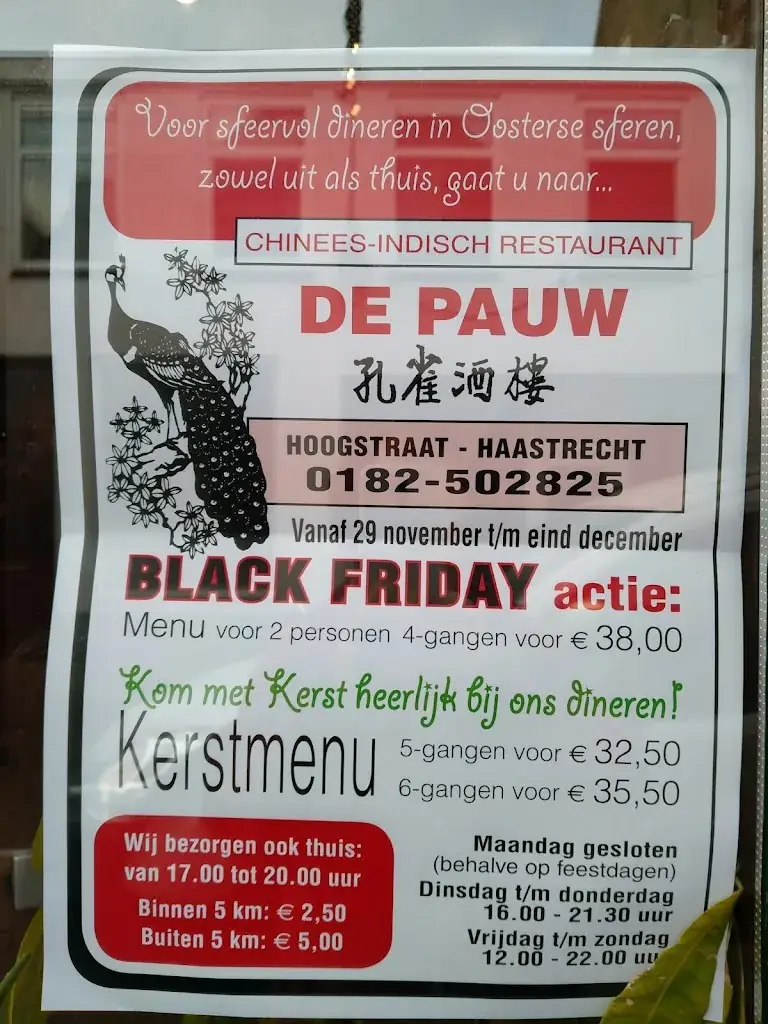 Voor sfeervol dineren in Oosterse sferen,
zowel uit als thuis, gaat u naar...
CHINEES-INDISCH RESTAURANT
DE PAUW
孔雀酒樓
HOOGSTRAAT - HAASTRECHT
0182-502825
Vanaf 29 november t/m eind december
BLACK FRIDAY actie:
Menu voor 2 personen 4-gangen voor € 38,00
Kom met Kerst heerlijk bij ons dineren!
Kerstmenu
5-gangen voor € 32,50
6-gangen voor € 35,50
Wij bezorgen ook thuis:
van 17.00 tot 20.00 uur
Binnen 5 km: € 2,50
Buiten 5 km: € 5,00
Maandag gesloten
(behalve op feestdagen)
Dinsdag t/m donderdag
16.00 - 21.30 uur
Vrijdag t/m zondag
12.00 - 22.00 uu